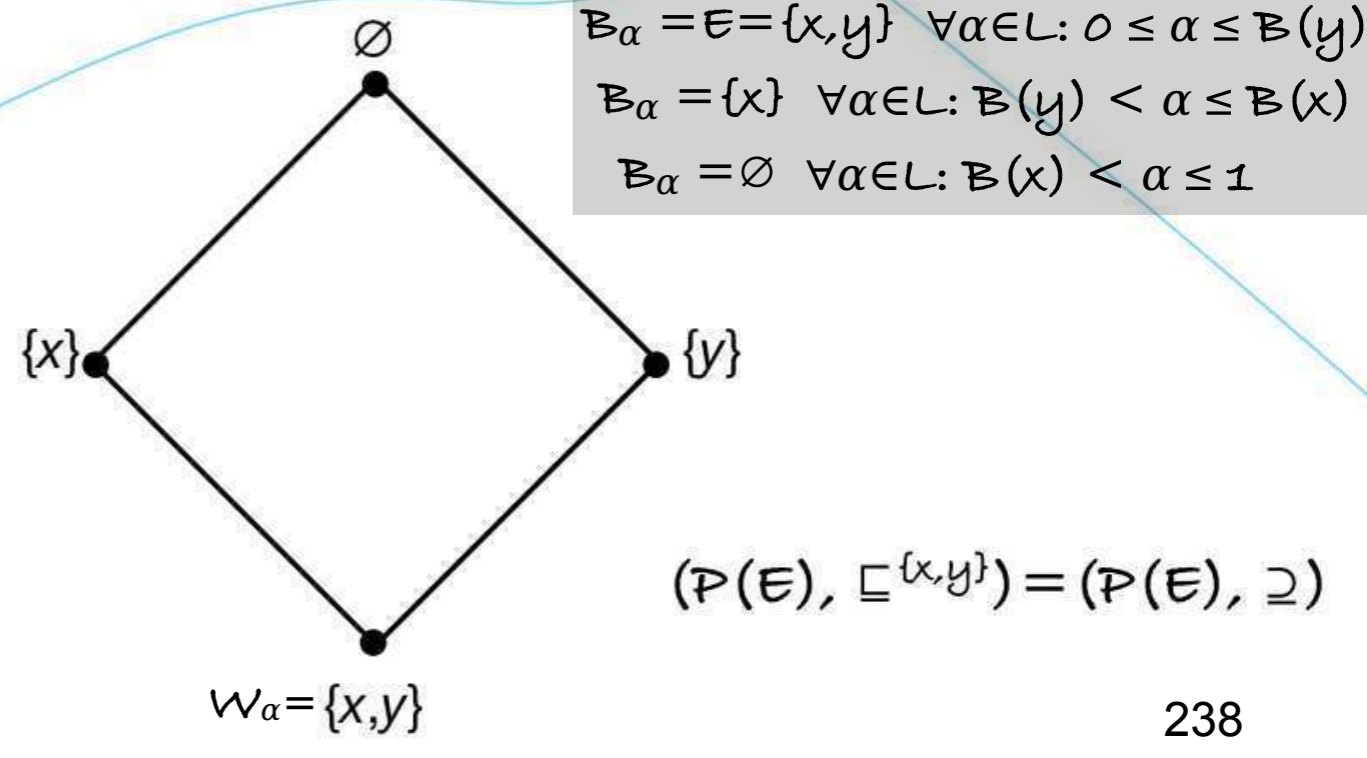 ∅
B𝛼 =E={x,y} ∀𝛼∈L: 0 ≤ 𝛼 ≤ B(y)
B𝛼 ={x} ∀𝛼∈L: B(y) < 𝛼 ≤ B(x)
B𝛼 =∅ ∀𝛼∈L: B(x) < 𝛼 ≤ 1
{x}
{y}
(P(E), ⊑^{x,y})=(P(E), ⊇)
W𝛼={x,y}
238